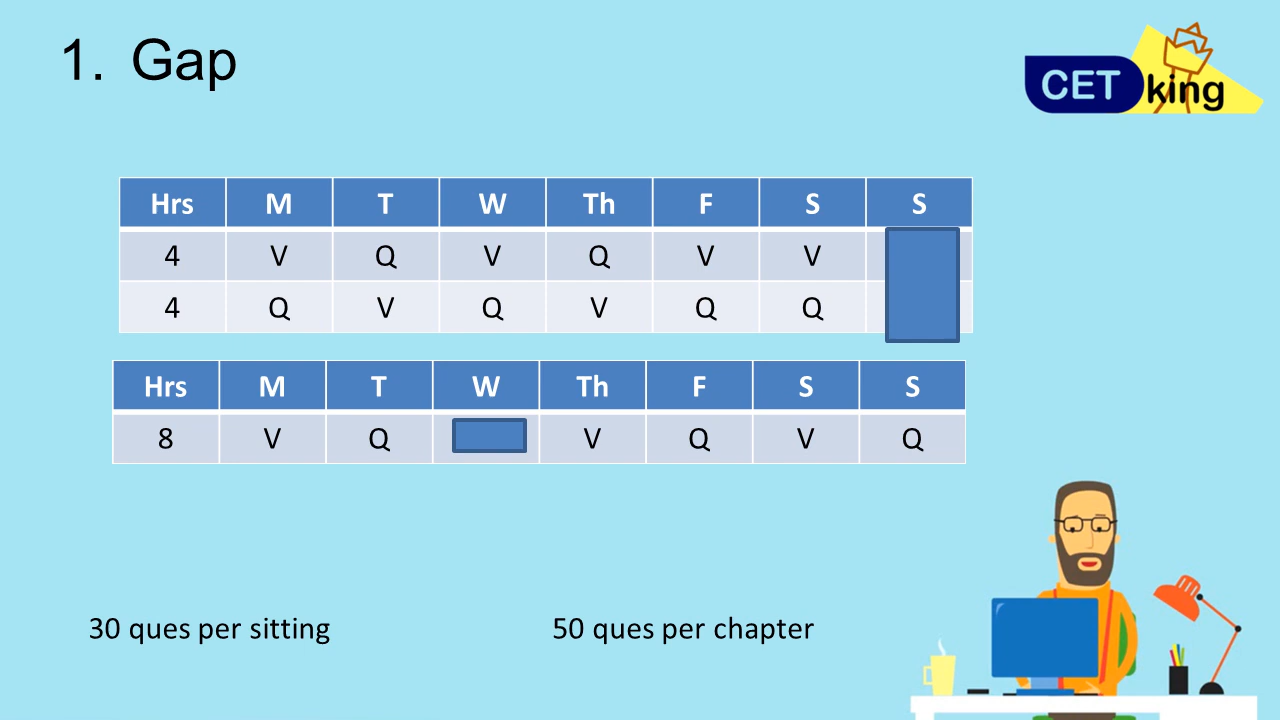 1. Gap
CET king
Hrs M T W Th F S S
4 V Q V Q V V
4 Q V Q V Q Q
Hrs M T W Th F S S
8 V Q V Q V Q
30 ques per sitting 50 ques per chapter